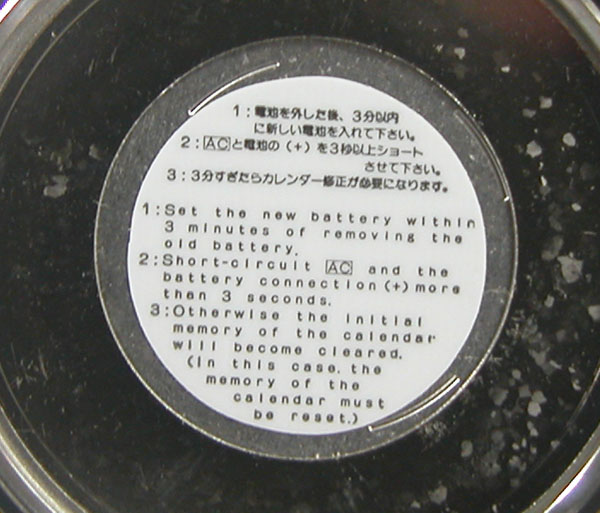 1:電池を外した後、3分以内
に新しい電池を入れて下さい。
2:ACと電池の(+)を3秒以上ショート
させて下さい。
3:3分すぎたらカレンダー修正が必要になります。
1:Set the new battery within
3 minutes of removing the
old battery.
2:Short-circuit AC and the
battery connection(+)more
than 3 seconds.
3:Otherwise the initial
memory of the calendar
will become cleared.
(In this case, the
memory of the
calendar must
be reset.)